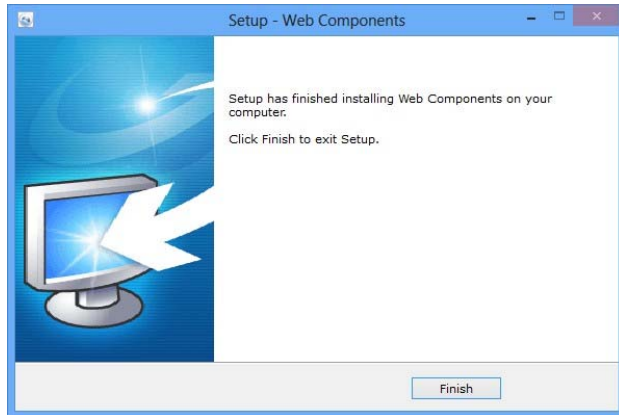 Setup - Web Components
Setup has finished installing Web Components on your
computer.
Click Finish to exit Setup.
Finish